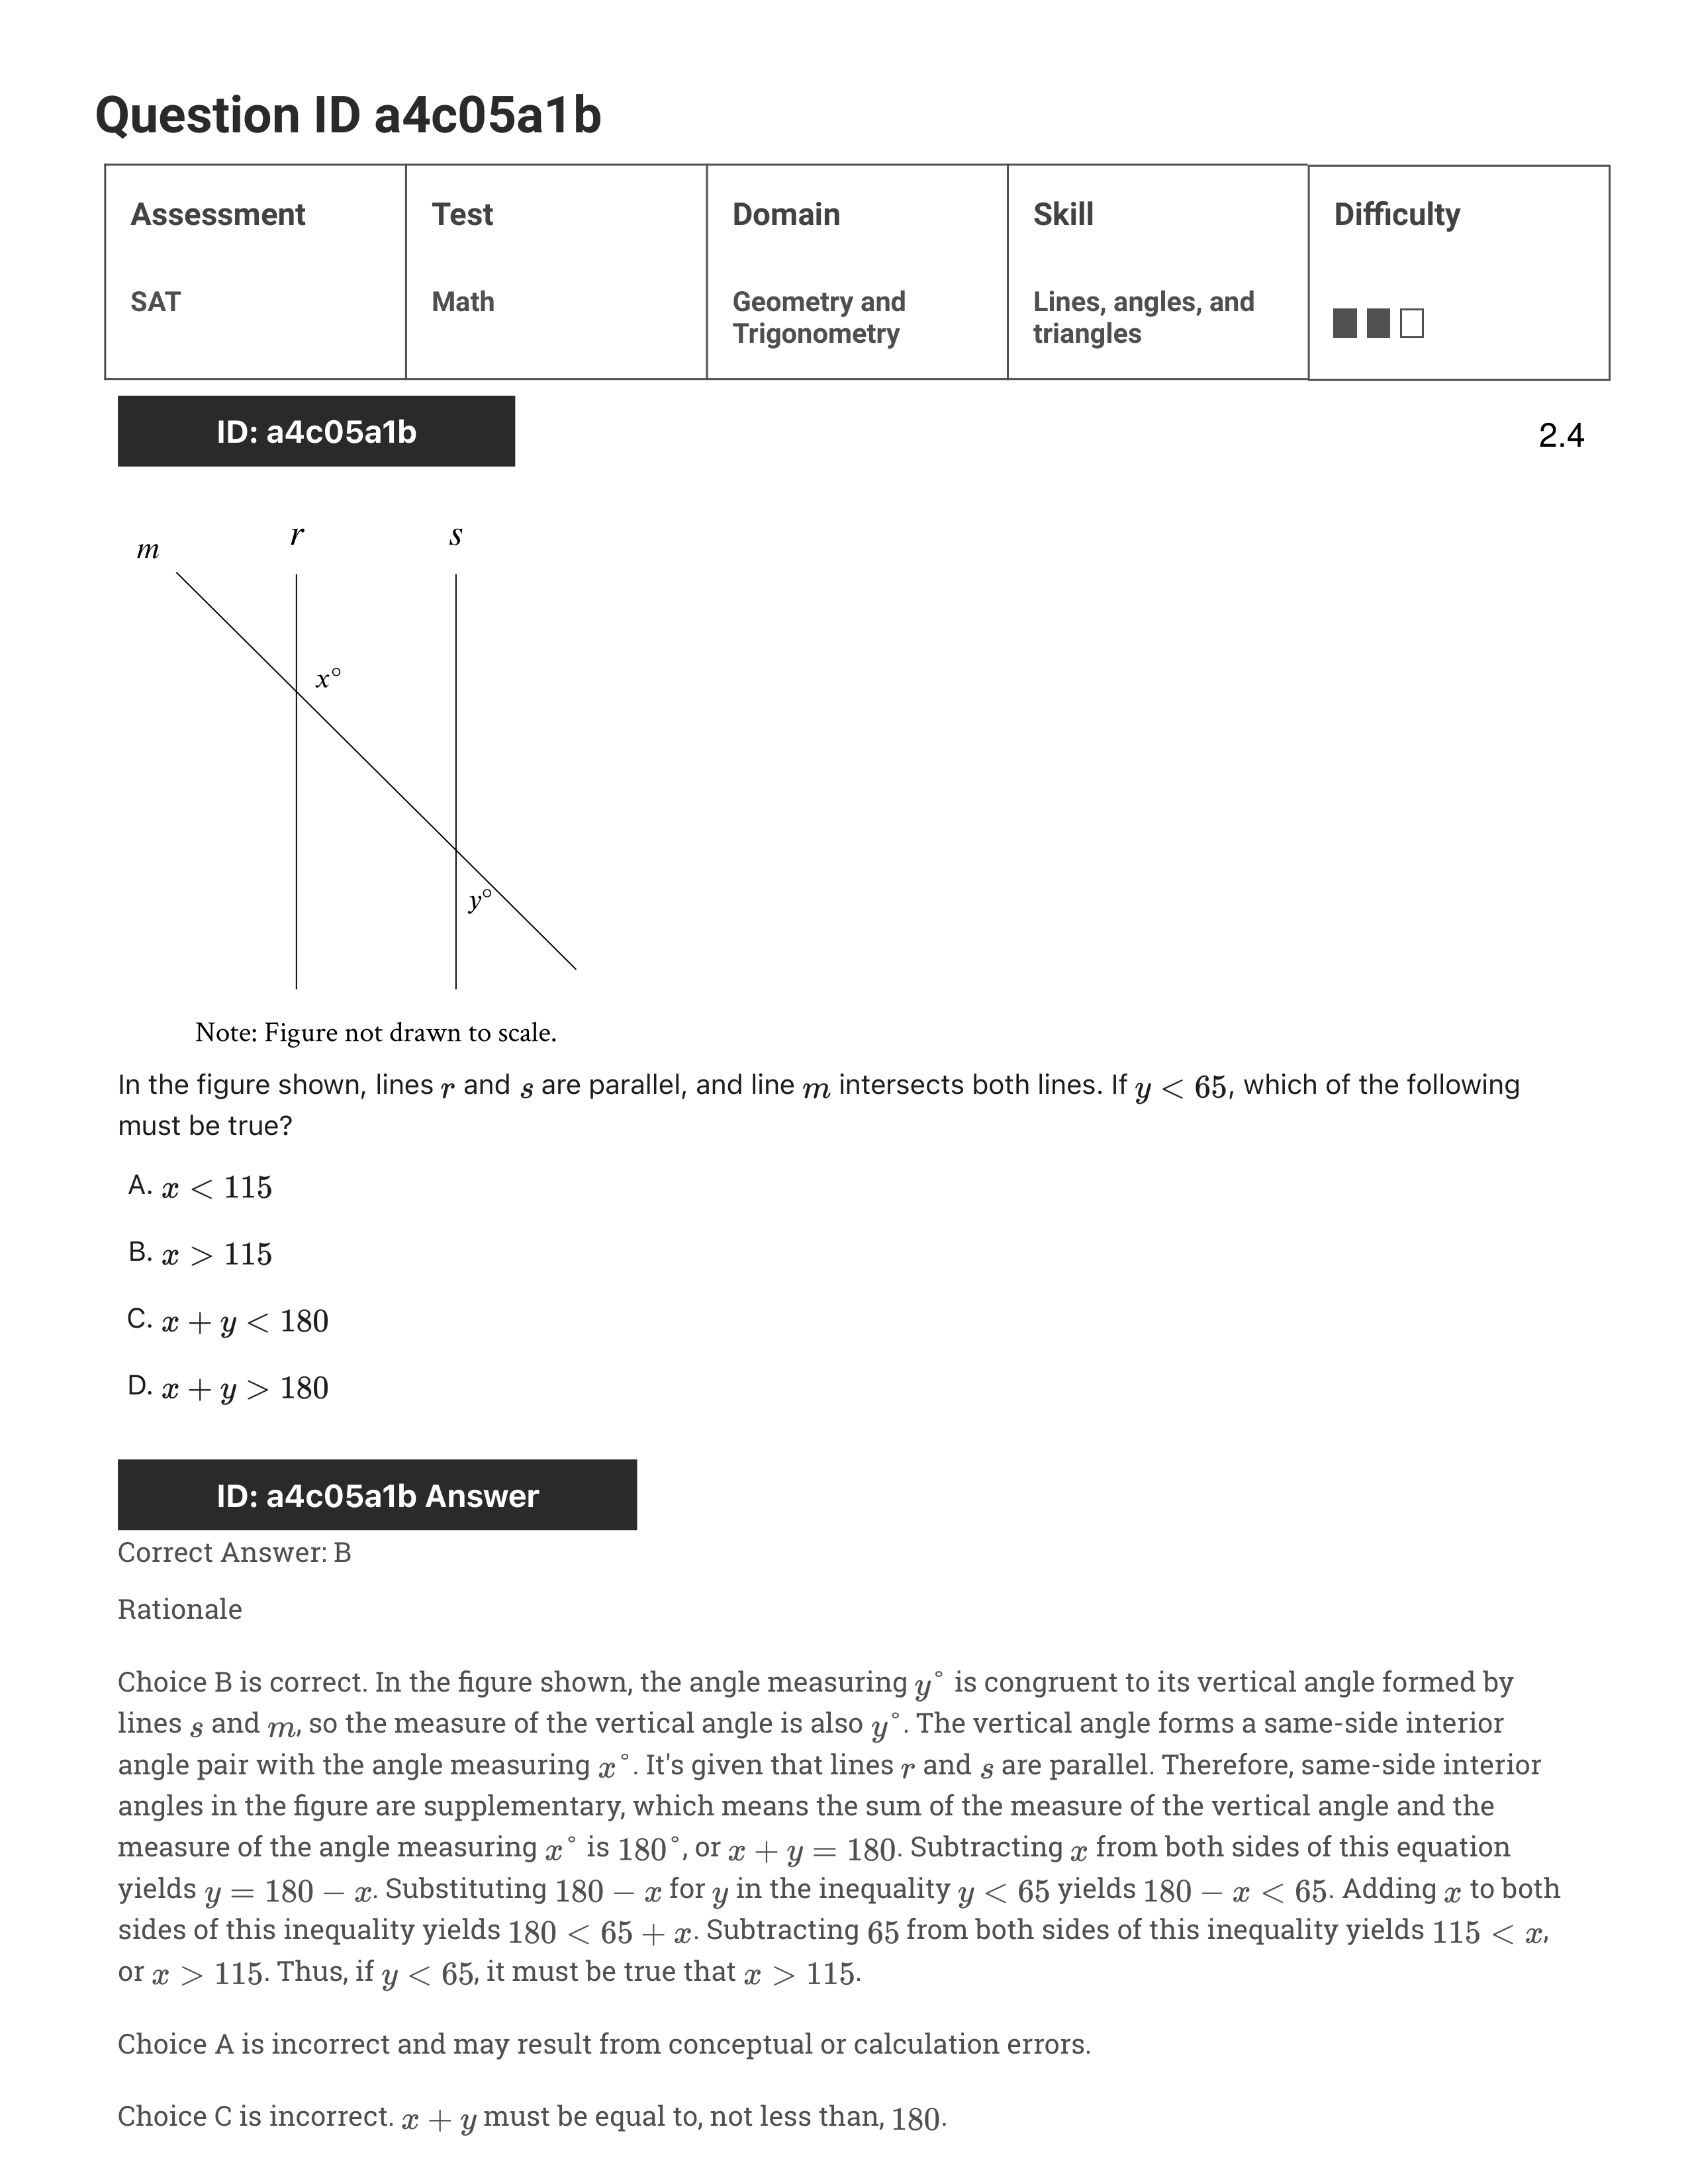 Question ID a4c05a1b
Assessment Test Domain Skill Difficulty
SAT Math Geometry and Trigonometry Lines, angles, and triangles
ID: a4c05a1b
2.4
m r s
x°
y°
Note: Figure not drawn to scale.
In the figure shown, lines r and s are parallel, and line m intersects both lines. If y < 65, which of the following
must be true?
A. x < 115
B. x > 115
C. x + y < 180
D. x + y > 180
ID: a4c05a1b Answer
Correct Answer: B
Rationale
Choice B is correct. In the figure shown, the angle measuring y° is congruent to its vertical angle formed by
lines s and m, so the measure of the vertical angle is also y°. The vertical angle forms a same-side interior
angle pair with the angle measuring x°. It's given that lines r and s are parallel. Therefore, same-side interior
angles in the figure are supplementary, which means the sum of the measure of the vertical angle and the
measure of the angle measuring x° is 180°, or x + y = 180. Subtracting x from both sides of this equation
yields y = 180 − x. Substituting 180 − x for y in the inequality y < 65 yields 180 − x < 65. Adding x to both
sides of this inequality yields 180 < 65 + x. Subtracting 65 from both sides of this inequality yields 115 < x,
or x > 115. Thus, if y < 65, it must be true that x > 115.
Choice A is incorrect and may result from conceptual or calculation errors.
Choice C is incorrect. x + y must be equal to, not less than, 180.